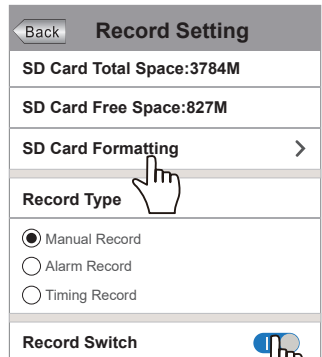 Back Record Setting
SD Card Total Space:3784M
SD Card Free Space:827M
SD Card Formatting
Record Type
Manual Record
Alarm Record
Timing Record
Record Switch